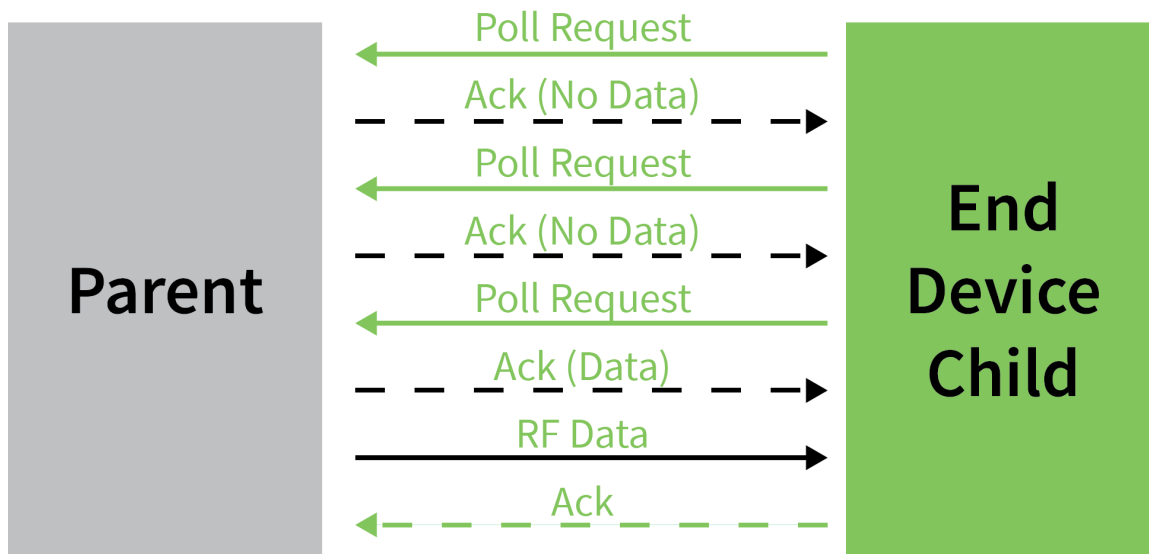 Poll Request
Ack (No Data)
Poll Request
Ack (No Data)
Poll Request
Ack (Data)
RF Data
Ack
Parent
End
Device
Child